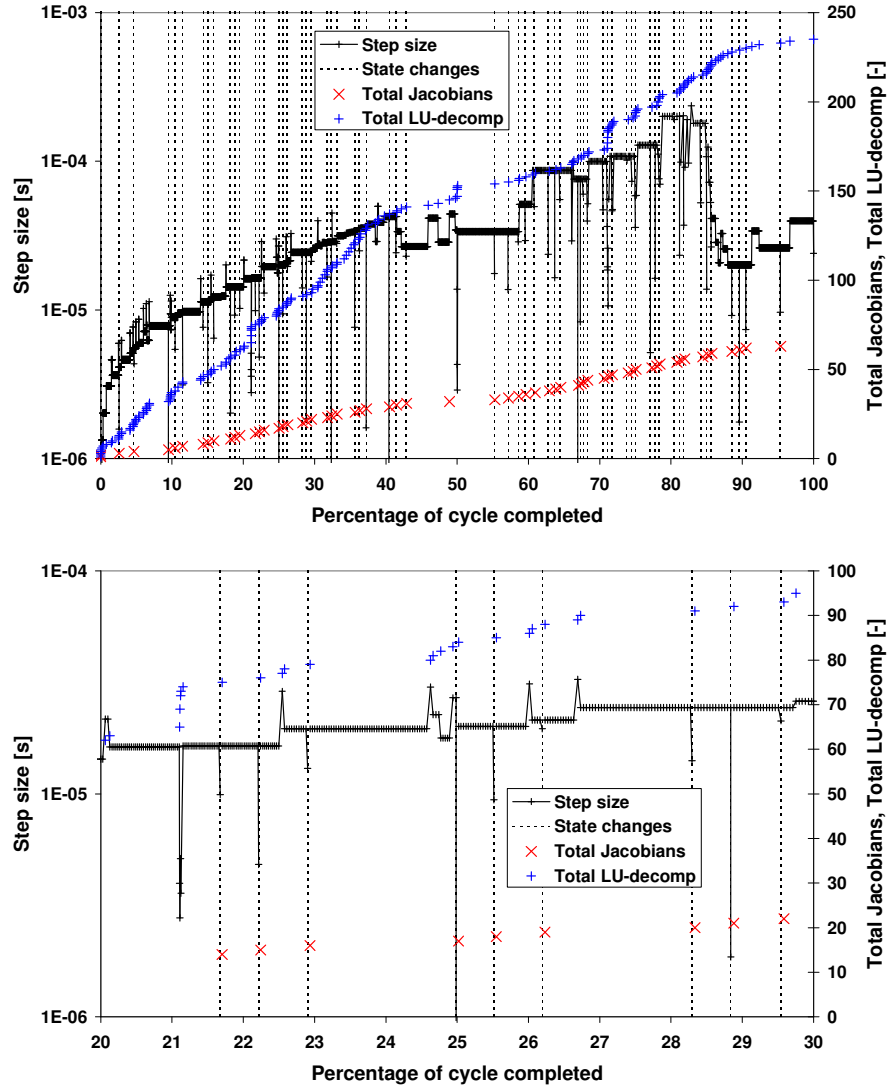 1E-03
1E-04
1E-05
1E-06
Step size [s]
250
200
150
100
50
0
Total Jacobians, Total LU-decomp [-]
Step size
State changes
Total Jacobians
Total LU-decomp
0 10 20 30 40 50 60 70 80 90 100
Percentage of cycle completed
1E-04
1E-05
1E-06
Step size [s]
100
90
80
70
60
50
40
30
20
10
0
Total Jacobians, Total LU-decomp [-]
Step size
State changes
Total Jacobians
Total LU-decomp
20 21 22 23 24 25 26 27 28 29 30
Percentage of cycle completed